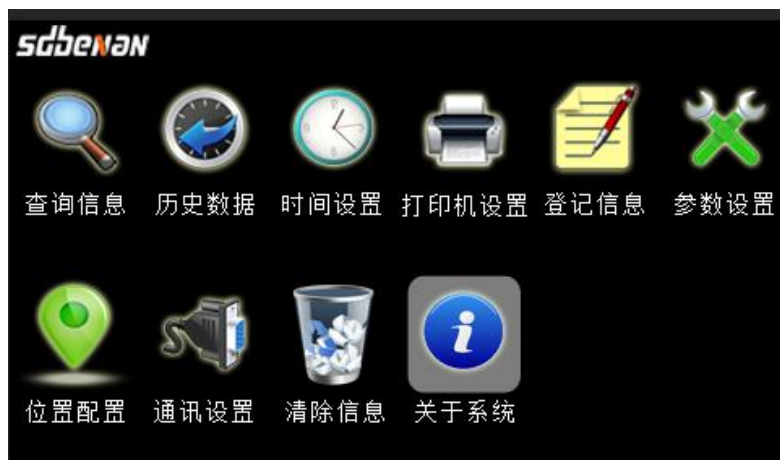 sdbenan
查询信息 历史数据 时间设置 打印机设置 登记信息 参数设置
位置配置 通讯设置 清除信息 关于系统